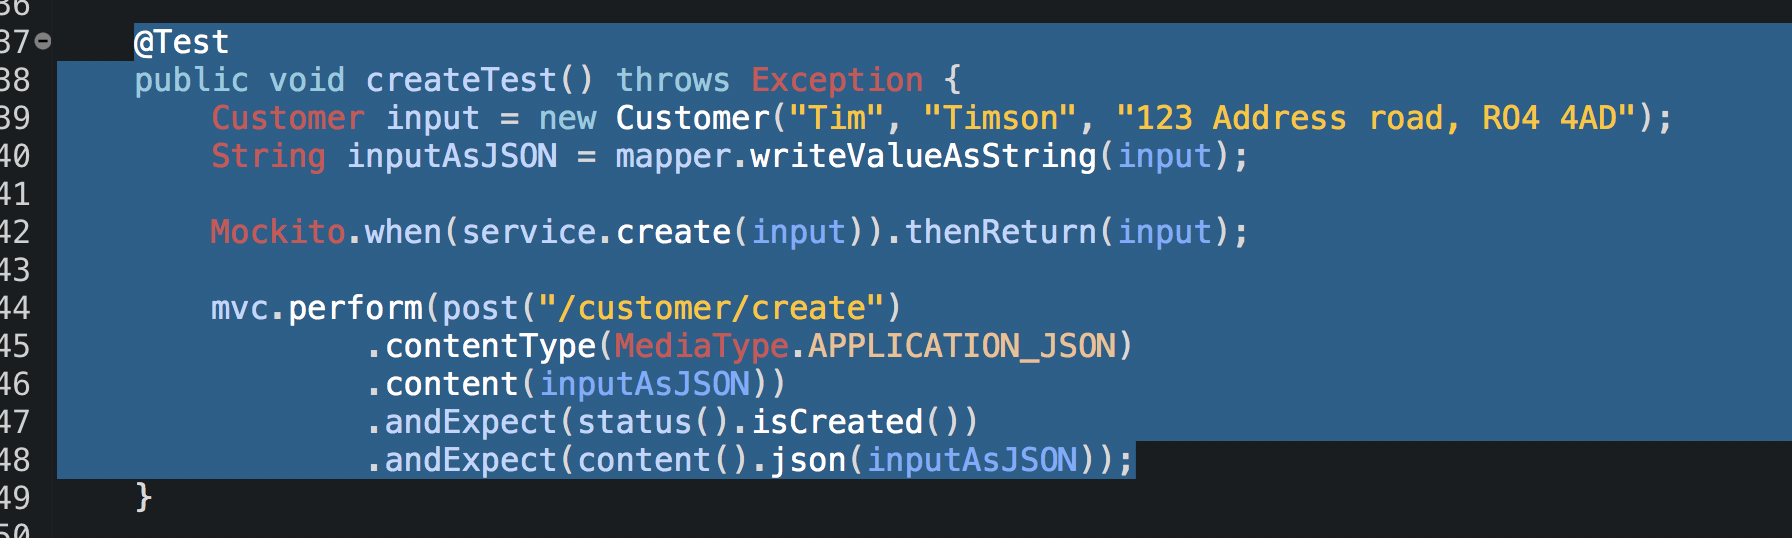 36
37 @Test
38 public void createTest() throws Exception {
39 Customer input = new Customer("Tim", "Timson", "123 Address road, RO4 4AD");
40 String inputAsJSON = mapper.writeValueAsString(input);
41
42 Mockito.when(service.create(input)).thenReturn(input);
43
44 mvc.perform(post("/customer/create")
45 .contentType(MediaType.APPLICATION_JSON)
46 .content(inputAsJSON))
47 .andExpect(status().isCreated())
48 .andExpect(content().json(inputAsJSON));
49 }
50